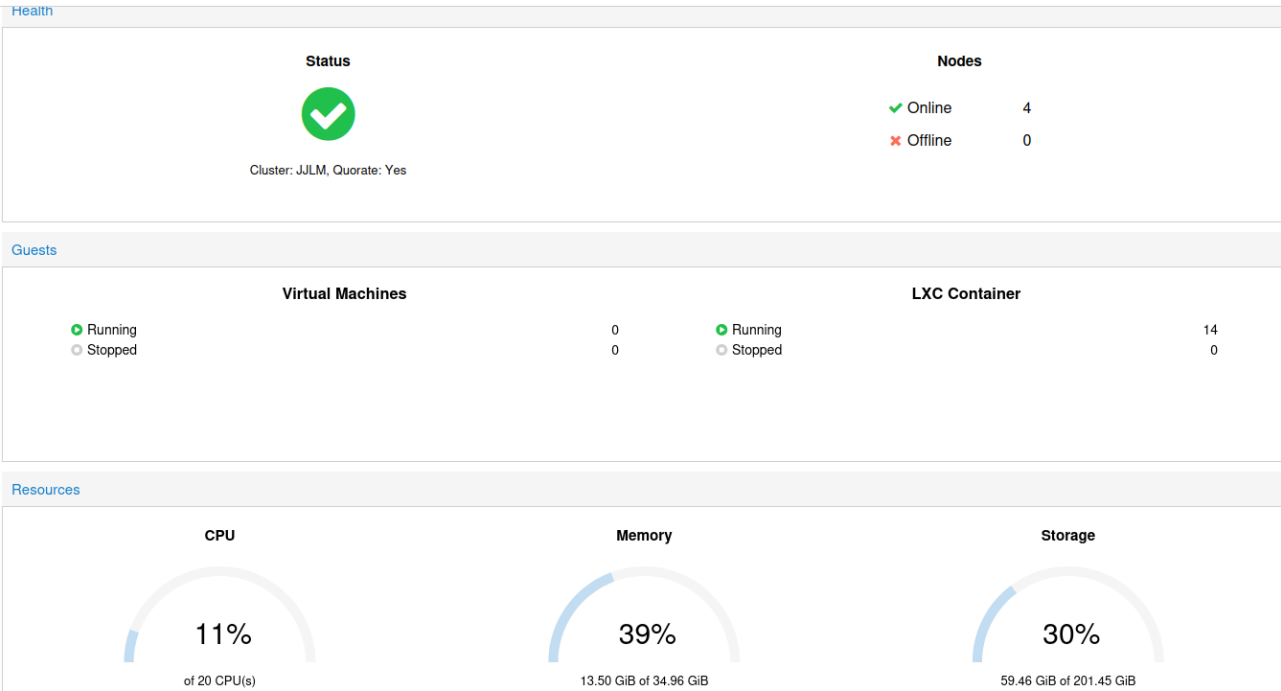 Health
Status
Nodes
Online 4
Offline 0
Cluster: JJLM, Quorate: Yes
Guests
Virtual Machines
LXC Container
Running 0
Running 14
Stopped 0
Stopped 0
Resources
CPU
Memory
Storage
11%
39%
30%
of 20 CPU(s)
13.50 GiB of 34.96 GiB
59.46 GiB of 201.45 GiB